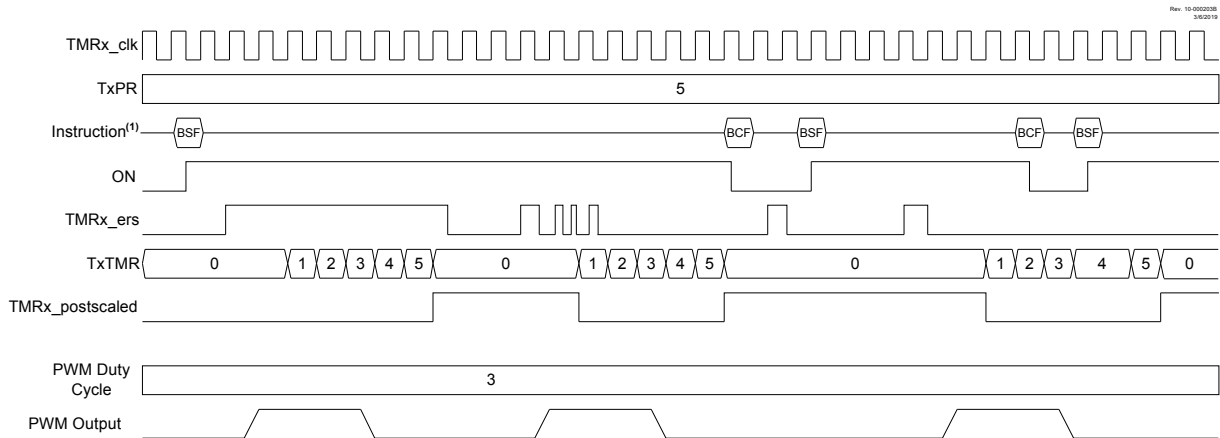 Rev. 10-000203B
3/6/2019
TMRx_clk
TxPR 5
Instruction(1) BSF BCF BSF BCF BSF
ON
TMRx_ers
TxTMR 0 1 2 3 4 5 0 1 2 3 4 5 0 1 2 3 4 5 0
TMRx_postscaled
PWM Duty
Cycle 3
PWM Output